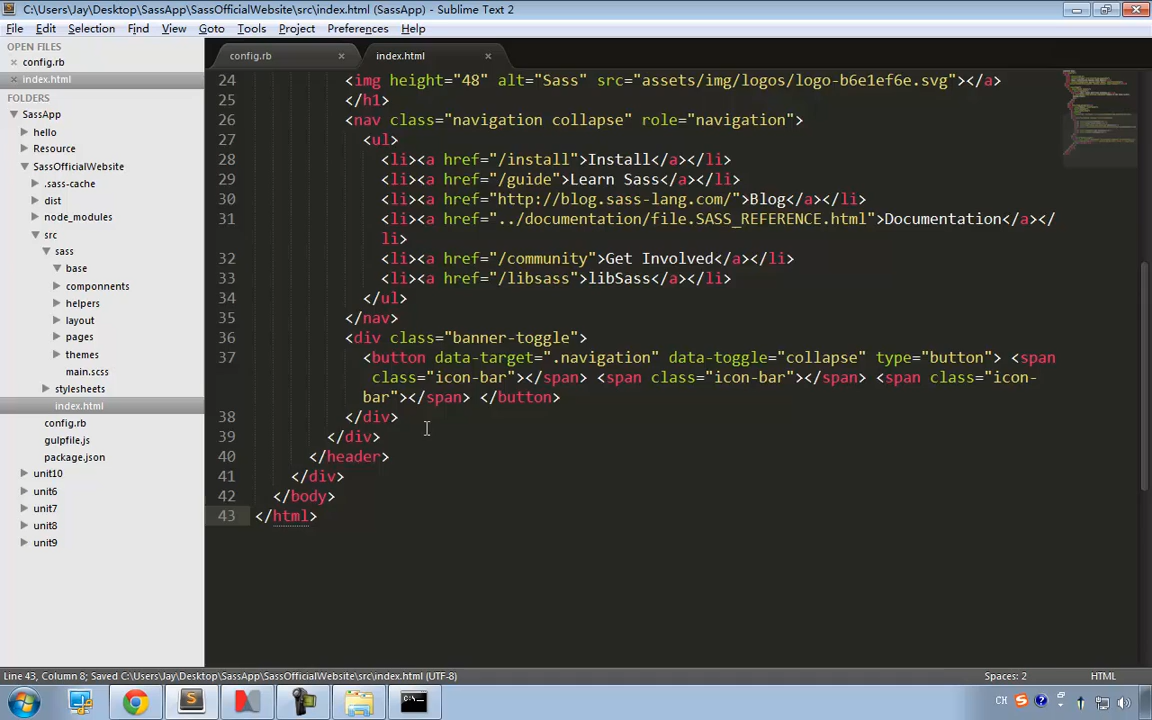 C:\Users\Jay\Desktop\SassApp\SassOfficialWebsite\src\index.html (SassApp) - Sublime Text 2
File Edit Selection Find View Goto Tools Project Preferences Help
OPEN FILES
config.rb
index.html
FOLDERS
SassApp
hello
Resource
SassOfficialWebsite
.sass-cache
dist
node_modules
src
sass
base
componnents
helpers
layout
pages
themes
main.scss
stylesheets
index.html
config.rb
gulpfile.js
package.json
unit10
unit6
unit7
unit8
unit9
config.rb index.html
24 <img height="48" alt="Sass" src="assets/img/logos/logo-b6e1ef6e.svg"></a>
25 </h1>
26 <nav class="navigation collapse" role="navigation">
27 <ul>
28 <li><a href="/install">Install</a></li>
29 <li><a href="/guide">Learn Sass</a></li>
30 <li><a href="http://blog.sass-lang.com/">Blog</a></li>
31 <li><a href="../documentation/file.SASS_REFERENCE.html">Documentation</a></
li>
32 <li><a href="/community">Get Involved</a></li>
33 <li><a href="/libsass">libSass</a></li>
34 </ul>
35 </nav>
36 <div class="banner-toggle">
37 <button data-target=".navigation" data-toggle="collapse" type="button"> <span
class="icon-bar"></span> <span class="icon-bar"></span> <span class="icon-
bar"></span> </button>
38 </div>
39 </div>
40 </header>
41 </div>
42 </body>
43 </html>
Line 43, Column 8; Saved C:\Users\Jay\Desktop\SassApp\SassOfficialWebsite\src\index.html (UTF-8)
Spaces: 2 HTML
CH